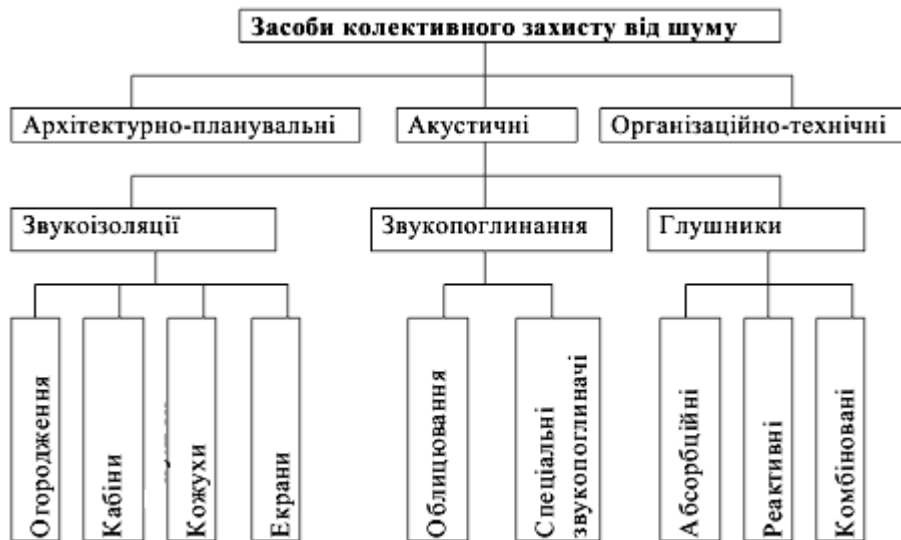 Засоби колективного захисту від шуму
Архітектурно-планувальні
Акустичні
Організаційно-технічні
Звукоізоляції
Звукопоглинання
Глушники
Огородження
Кабіни
Кожухи
Екрани
Облицювання
Спеціальні
звукопоглиначі
Абсорбційні
Реактивні
Комбіновані